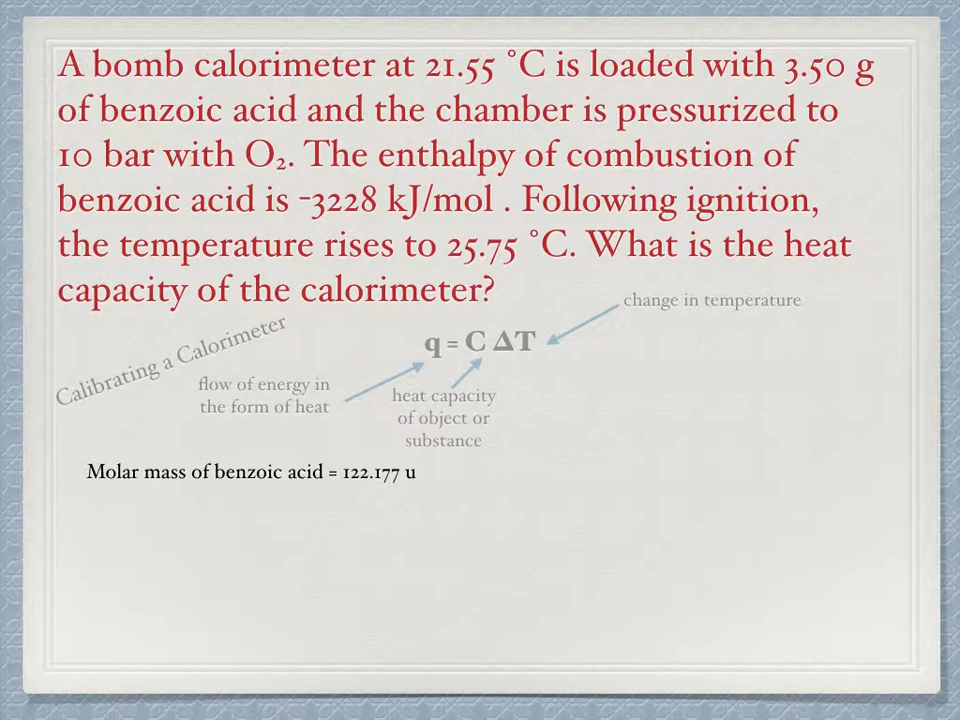 A bomb calorimeter at 21.55 ˚C is loaded with 3.50 g
of benzoic acid and the chamber is pressurized to
10 bar with O₂. The enthalpy of combustion of
benzoic acid is -3228 kJ/mol . Following ignition,
the temperature rises to 25.75 ˚C. What is the heat
capacity of the calorimeter?
change in temperature
Calibrating a Calorimeter
q = C ΔT
flow of energy in
the form of heat
heat capacity
of object or
substance
Molar mass of benzoic acid = 122.177 u